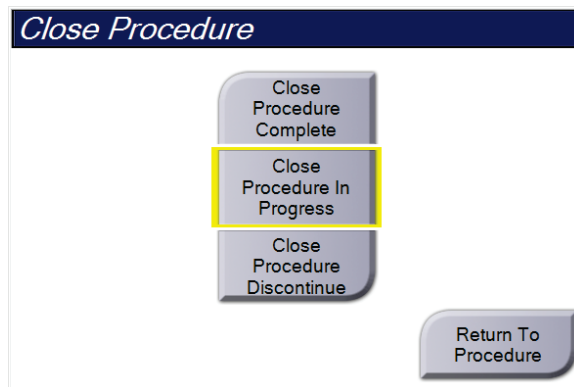 Close Procedure
Close
Procedure
Complete
Close
Procedure In
Progress
Close
Procedure
Discontinue
Return To
Procedure